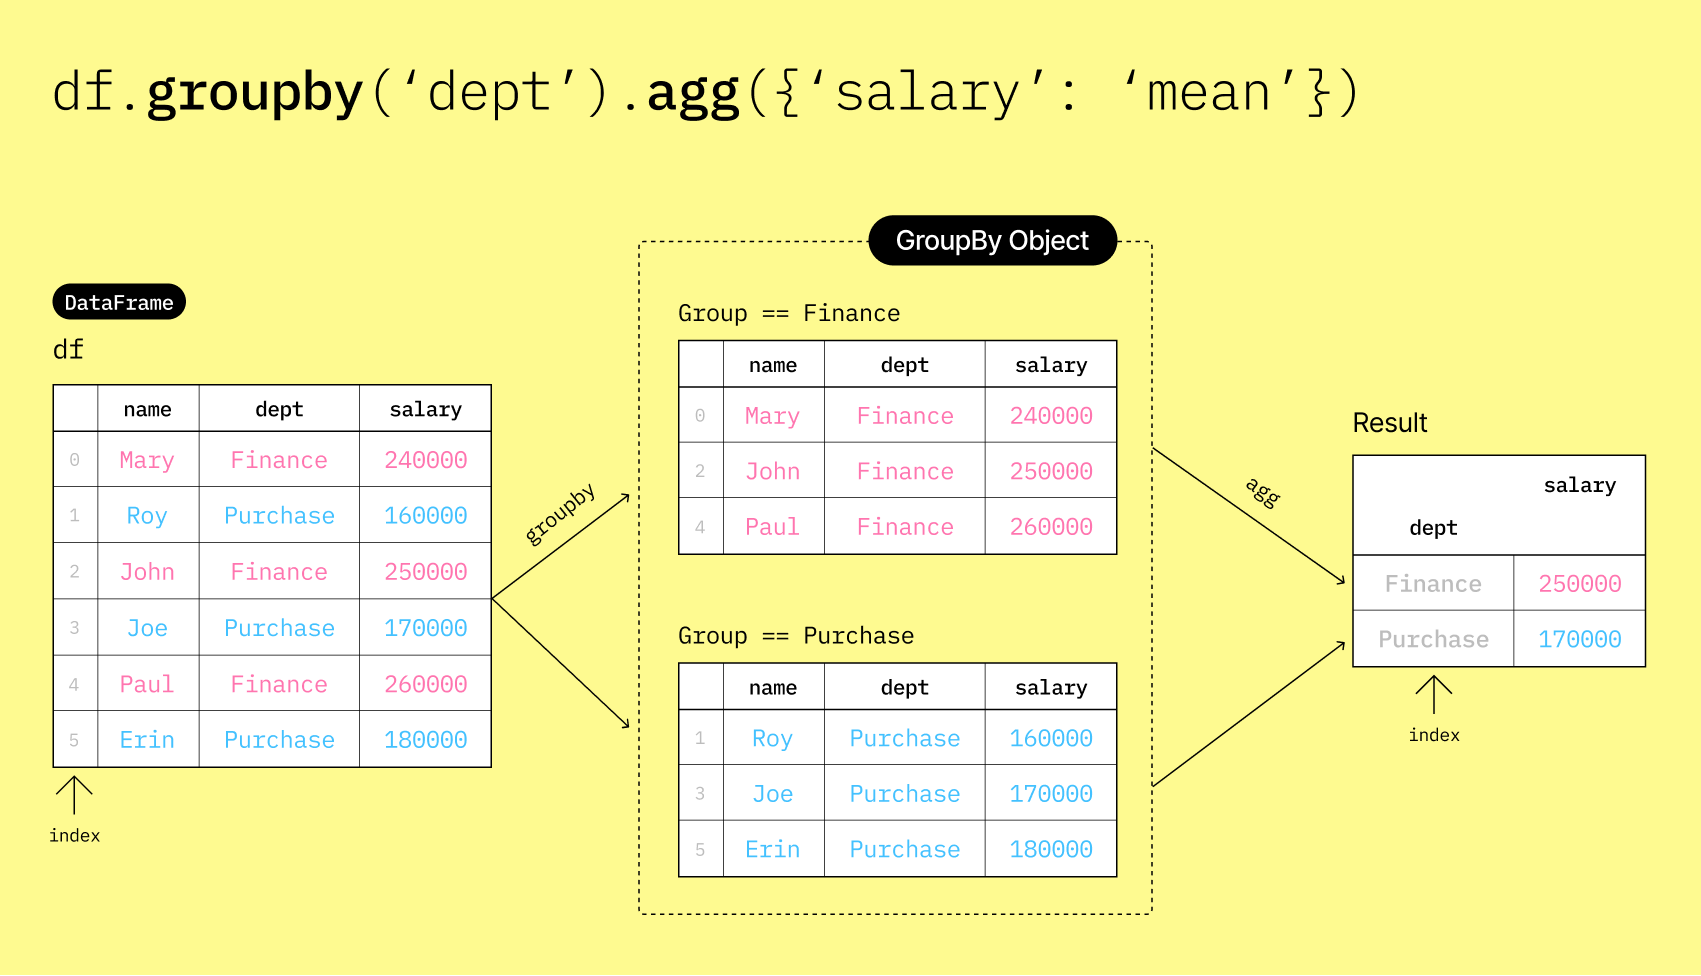 df.groupby(‘dept’).agg({‘salary’: ‘mean’})
DataFrame
df
name dept salary
0 Mary Finance 240000
1 Roy Purchase 160000
2 John Finance 250000
3 Joe Purchase 170000
4 Paul Finance 260000
5 Erin Purchase 180000
index
groupby
GroupBy Object
Group == Finance
name dept salary
0 Mary Finance 240000
2 John Finance 250000
4 Paul Finance 260000
Group == Purchase
name dept salary
1 Roy Purchase 160000
3 Joe Purchase 170000
5 Erin Purchase 180000
agg
Result
salary
dept
Finance 250000
Purchase 170000
index